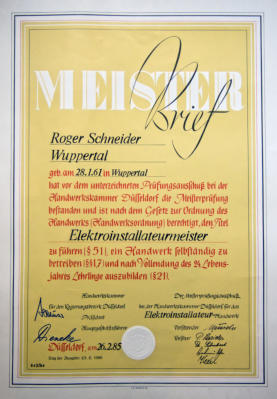 MEISTER
Brief
Roger Schneider
Wuppertal
geb. am 28.1.61 in Wuppertal
hat vor dem unterzeichneten Prüfungsausschuß bei der
Handwerkskammer Düsseldorf die Meisterprüfung
bestanden und ist nach dem Gesetz zur Ordnung des
Handwerks (Handwerksordnung) berechtigt, den Titel
Elektroinstallateurmeister
zu führen (§ 51), ein Handwerk selbständig zu
betreiben (§§1,7) und nach Vollendung des 24. Lebens-
jahres Lehrlinge auszubilden (§ 21).
Handwerkskammer
Der Meisterprüfungsausschuß
für den Regierungsbezirk Düsseldorf
bei der Handwerkskammer Düsseldorf für das
Präsident
Elektroinstallateur-Handwerk
Hauptgeschäftsführer
Vorsitzender
Beisitzer
Düsseldorf, am 26.2.85